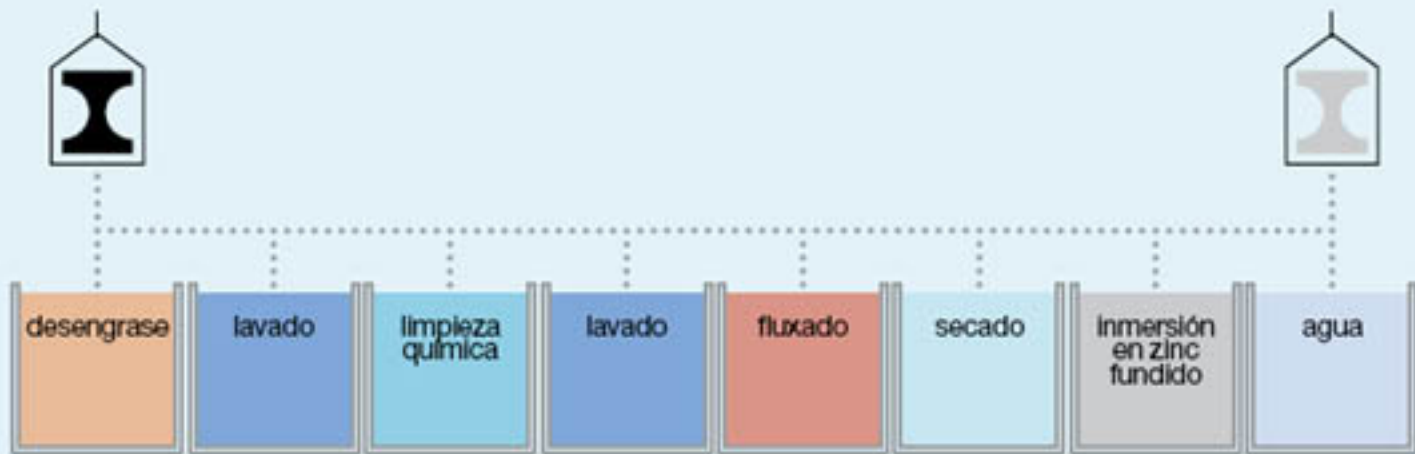 desengrase
lavado
limpieza
química
lavado
fluxado
secado
inmersión
en zinc
fundido
agua